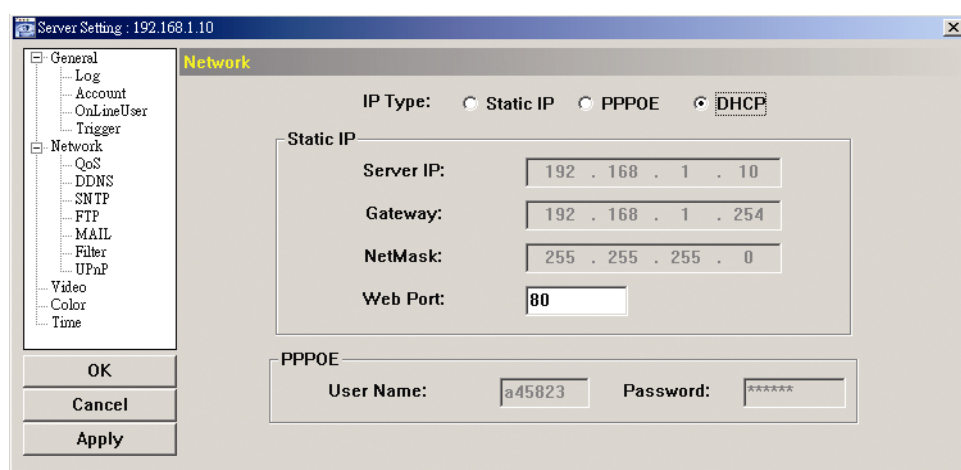 Server Setting : 192.168.1.10
General
Log
Account
OnLineUser
Trigger
Network
QoS
DDNS
SNTP
FTP
MAIL
Filter
UPnP
Video
Color
Time
OK
Cancel
Apply
Network
IP Type: Static IP PPPOE DHCP
Static IP
Server IP: 192 . 168 . 1 . 10
Gateway: 192 . 168 . 1 . 254
NetMask: 255 . 255 . 255 . 0
Web Port: 80
PPPOE
User Name: a45823 Password: ******